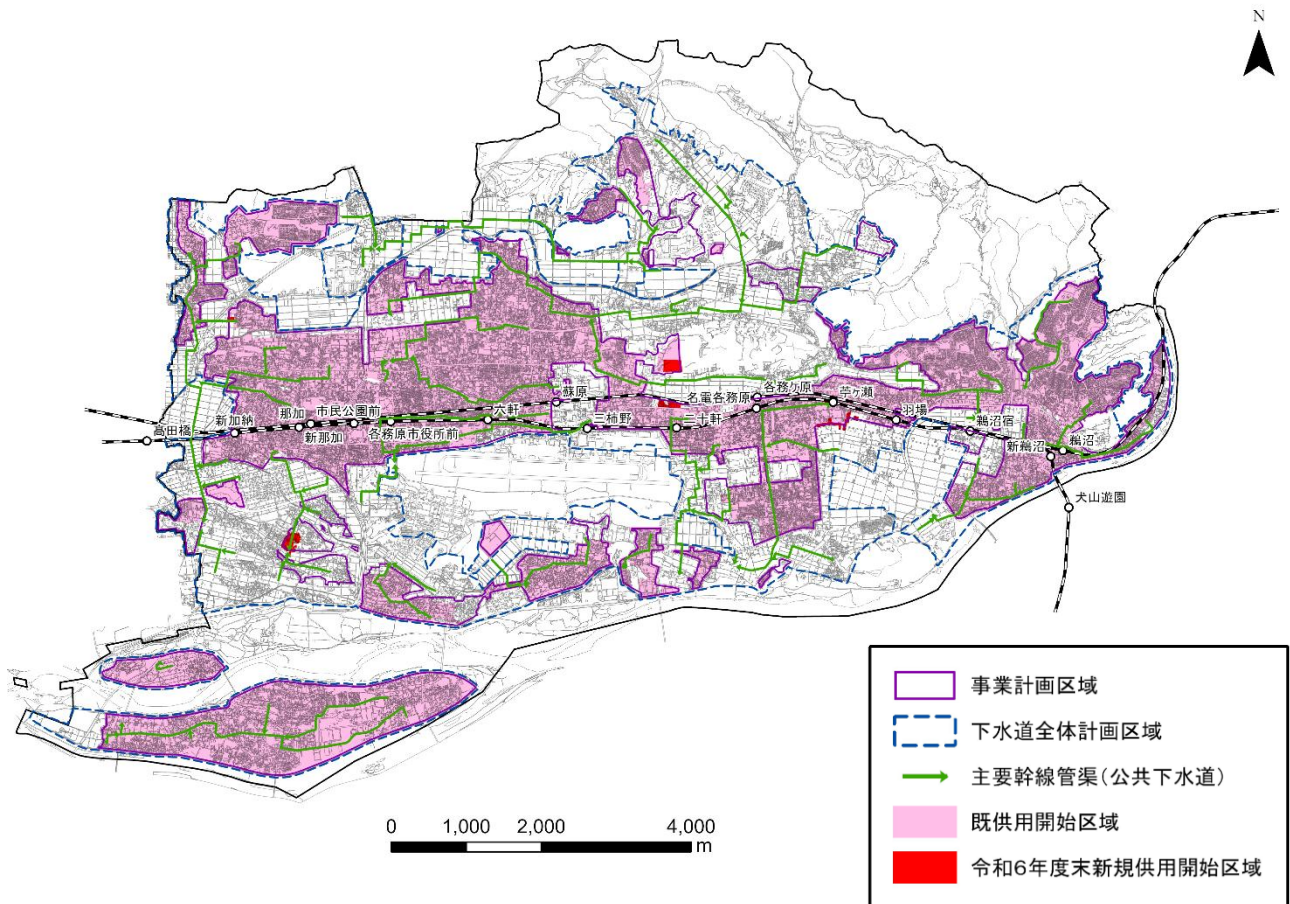 N
蘇原
各務ケ原
名電各務原
苧ヶ瀬
那加
市民公園前
六軒
羽場
新加納
三柿野
二十軒
鵜沼宿
高田橋
新那加
各務原市役所前
新鵜沼
鵜沼
犬山遊園
事業計画区域
下水道全体計画区域
主要幹線管渠(公共下水道)
既供用開始区域
令和6年度末新規供用開始区域
0 1,000 2,000 4,000
m